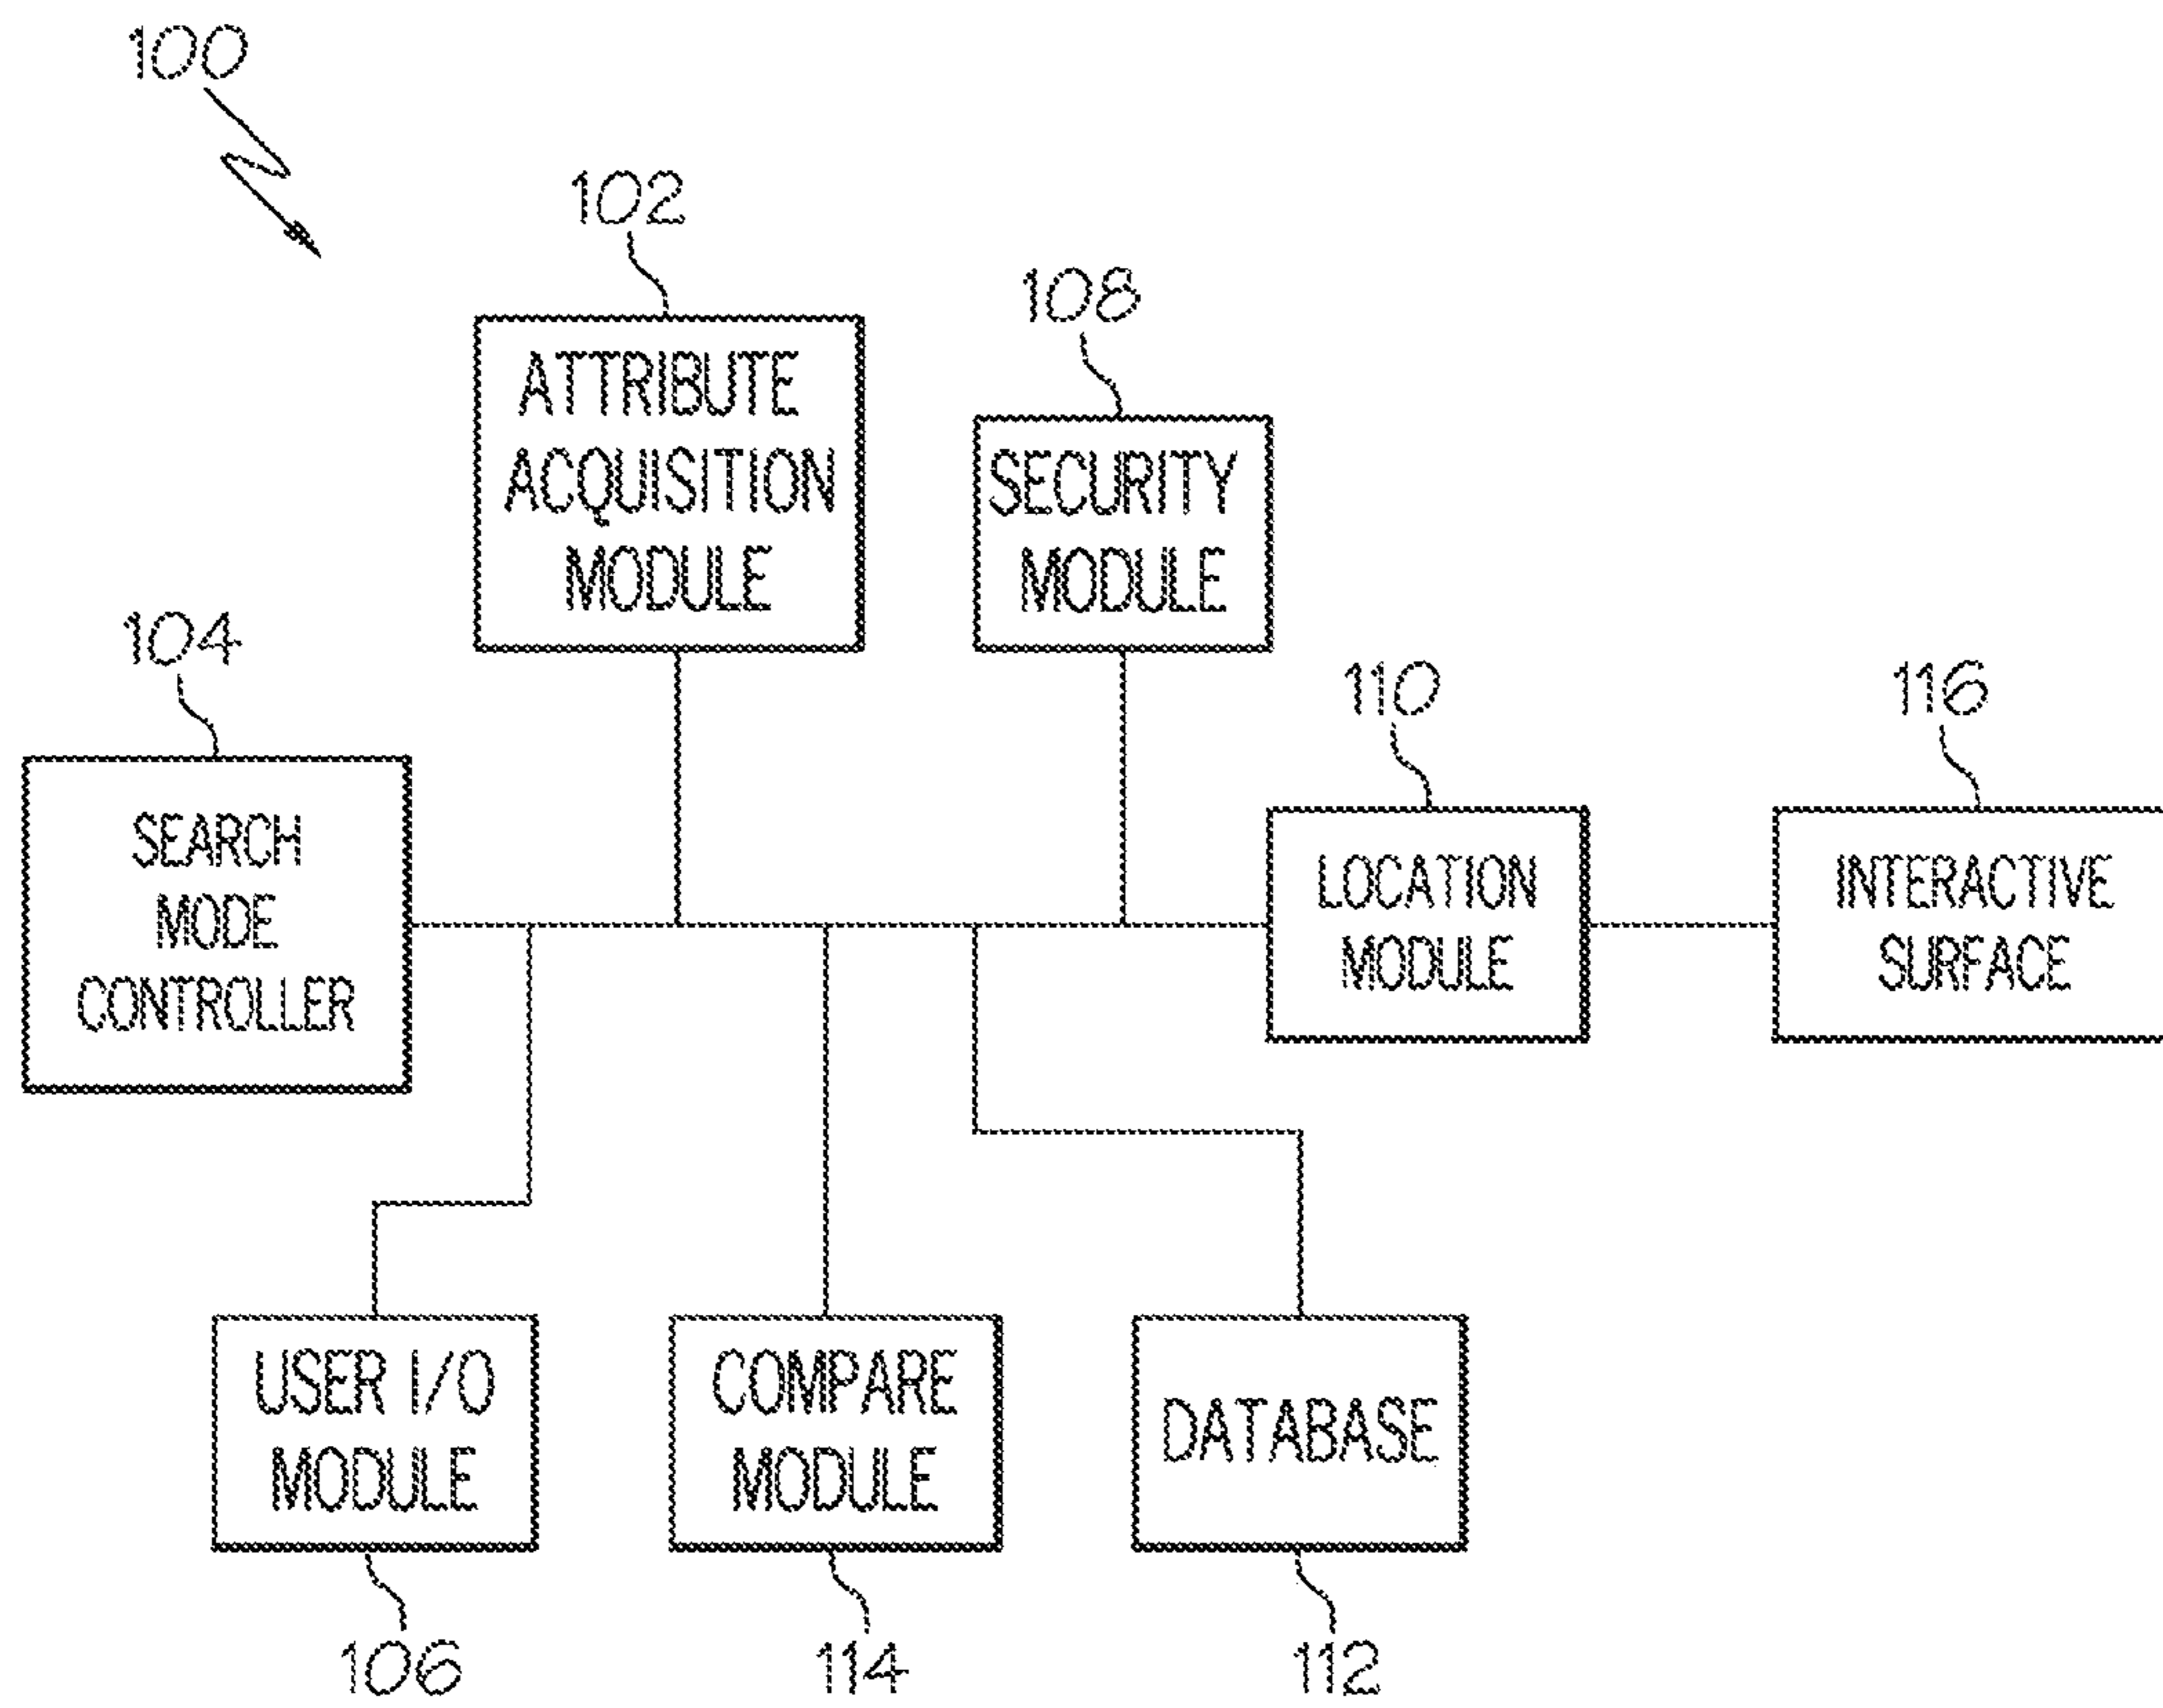 100
102
ATTRIBUTE
ACQUISITION
MODULE
108
SECURITY
MODULE
104
SEARCH
MODE
CONTROLLER
110
LOCATION
MODULE
116
INTERACTIVE
SURFACE
USER I/O
MODULE
106
COMPARE
MODULE
114
DATABASE
112